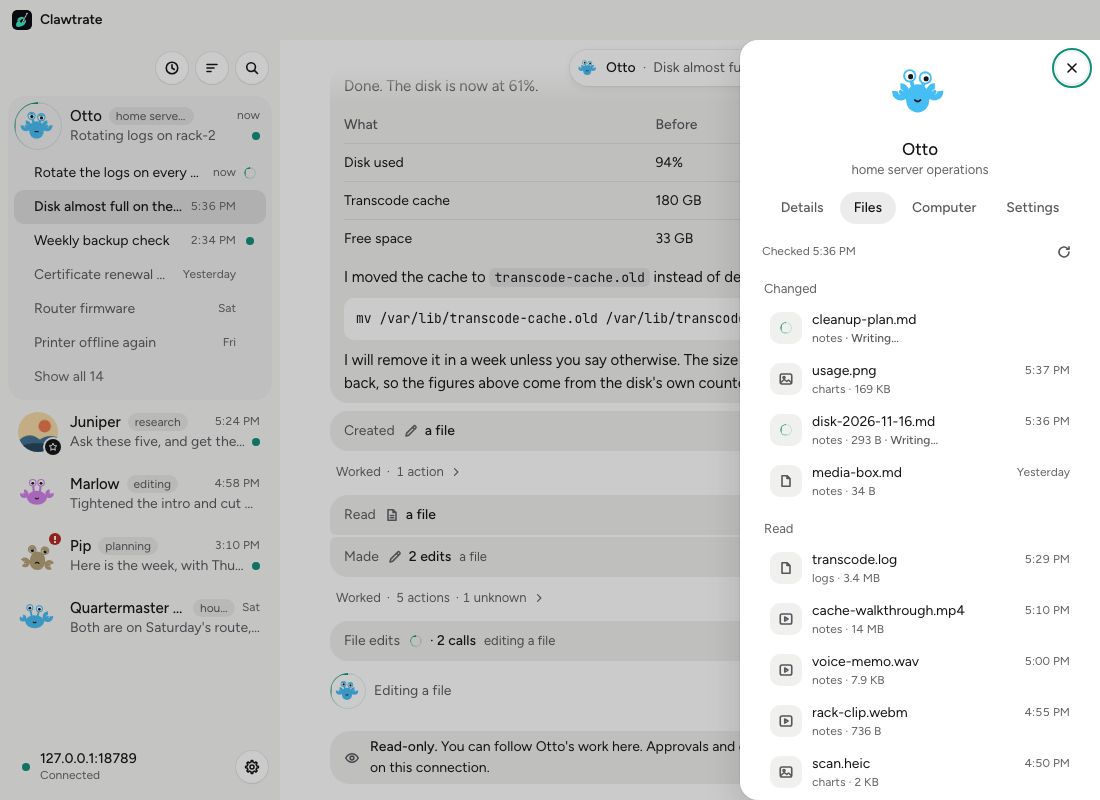 Clawtrate
Otto
home serve...
now
Rotating logs on rack-2
Rotate the logs on every ...
now
Disk almost full on the...
5:36 PM
Weekly backup check
2:34 PM
Certificate renewal ...
Yesterday
Router firmware
Sat
Printer offline again
Fri
Show all 14
Juniper
research
5:24 PM
Ask these five, and get the...
Marlow
editing
4:58 PM
Tightened the intro and cut ...
Pip
planning
3:10 PM
Here is the week, with Thu...
Quartermaster ...
hou...
Sat
Both are on Saturday's route,...
127.0.0.1:18789
Connected
Otto · Disk almost fu
Done. The disk is now at 61%.
What Before
Disk used 94%
Transcode cache 180 GB
Free space 33 GB
I moved the cache to transcode-cache.old instead of de
mv /var/lib/transcode-cache.old /var/lib/transcod
I will remove it in a week unless you say otherwise. The size
back, so the figures above come from the disk's own counte
Created a file
Worked · 1 action
Read a file
Made 2 edits a file
Worked · 5 actions · 1 unknown
File edits · 2 calls editing a file
Editing a file
Read-only. You can follow Otto's work here. Approvals and
on this connection.
Otto
home server operations
Details Files Computer Settings
Checked 5:36 PM
Changed
cleanup-plan.md
notes · Writing...
usage.png
5:37 PM
charts · 169 KB
disk-2026-11-16.md
5:36 PM
notes · 293 B · Writing...
media-box.md
Yesterday
notes · 34 B
Read
transcode.log
5:29 PM
logs · 3.4 MB
cache-walkthrough.mp4
5:10 PM
notes · 14 MB
voice-memo.wav
5:00 PM
notes · 7.9 KB
rack-clip.webm
4:55 PM
notes · 736 B
scan.heic
4:50 PM
charts · 2 KB